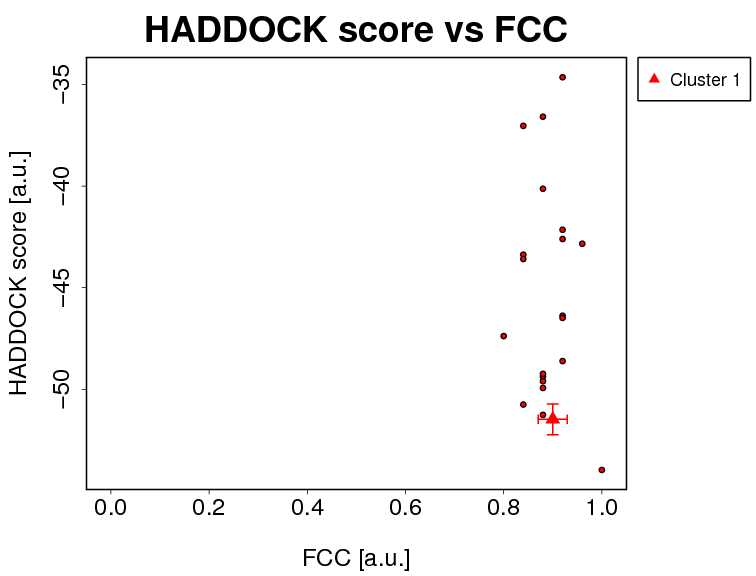 HADDOCK score vs FCC
Cluster 1
HADDOCK score [a.u.]
−35
−40
−45
−50
0.0 0.2 0.4 0.6 0.8 1.0
FCC [a.u.]